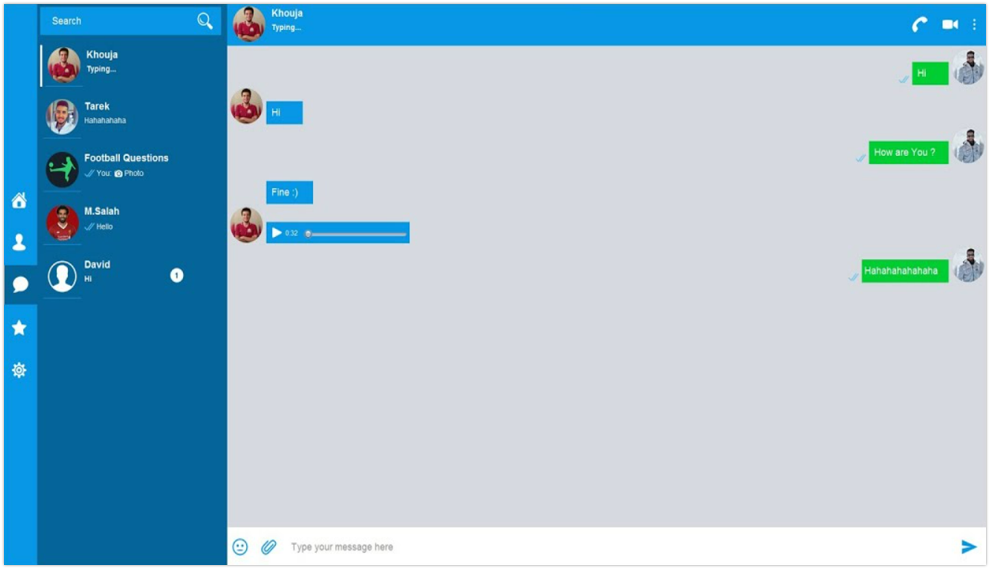 Search
Khouja
Typing...
Tarek
Hahahahaha
Football Questions
You: Photo
M.Salah
Hello
David
Hi
1
Khouja
Typing...
Hi
Hi
How are You ?
Fine :)
0:32
Hahahahahahaha
Type your message here